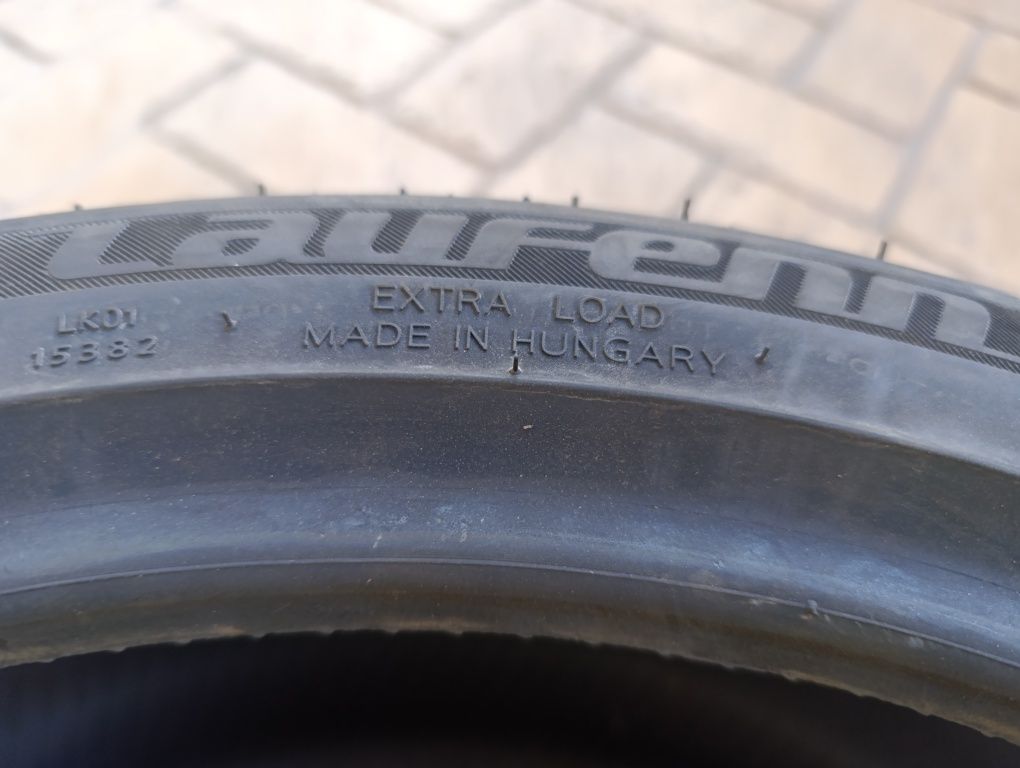 Laufenn
EXTRA LOAD
MADE IN HUNGARY
LK01
15382